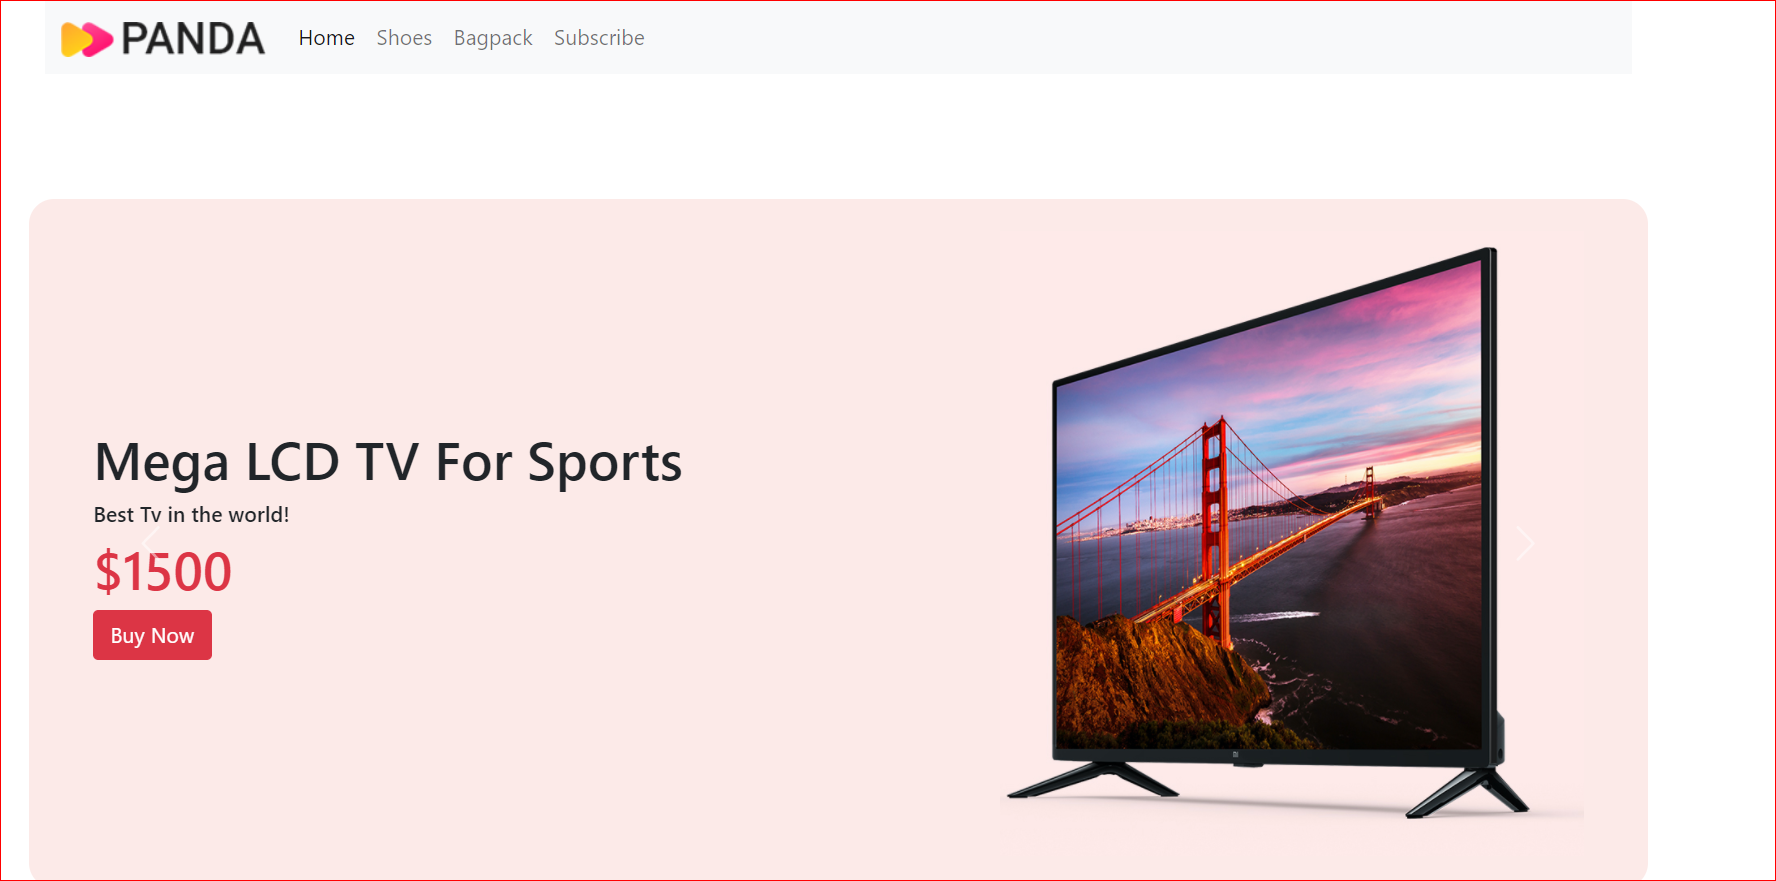 PANDA Home Shoes Bagpack Subscribe
Mega LCD TV For Sports
Best Tv in the world!
$1500
Buy Now